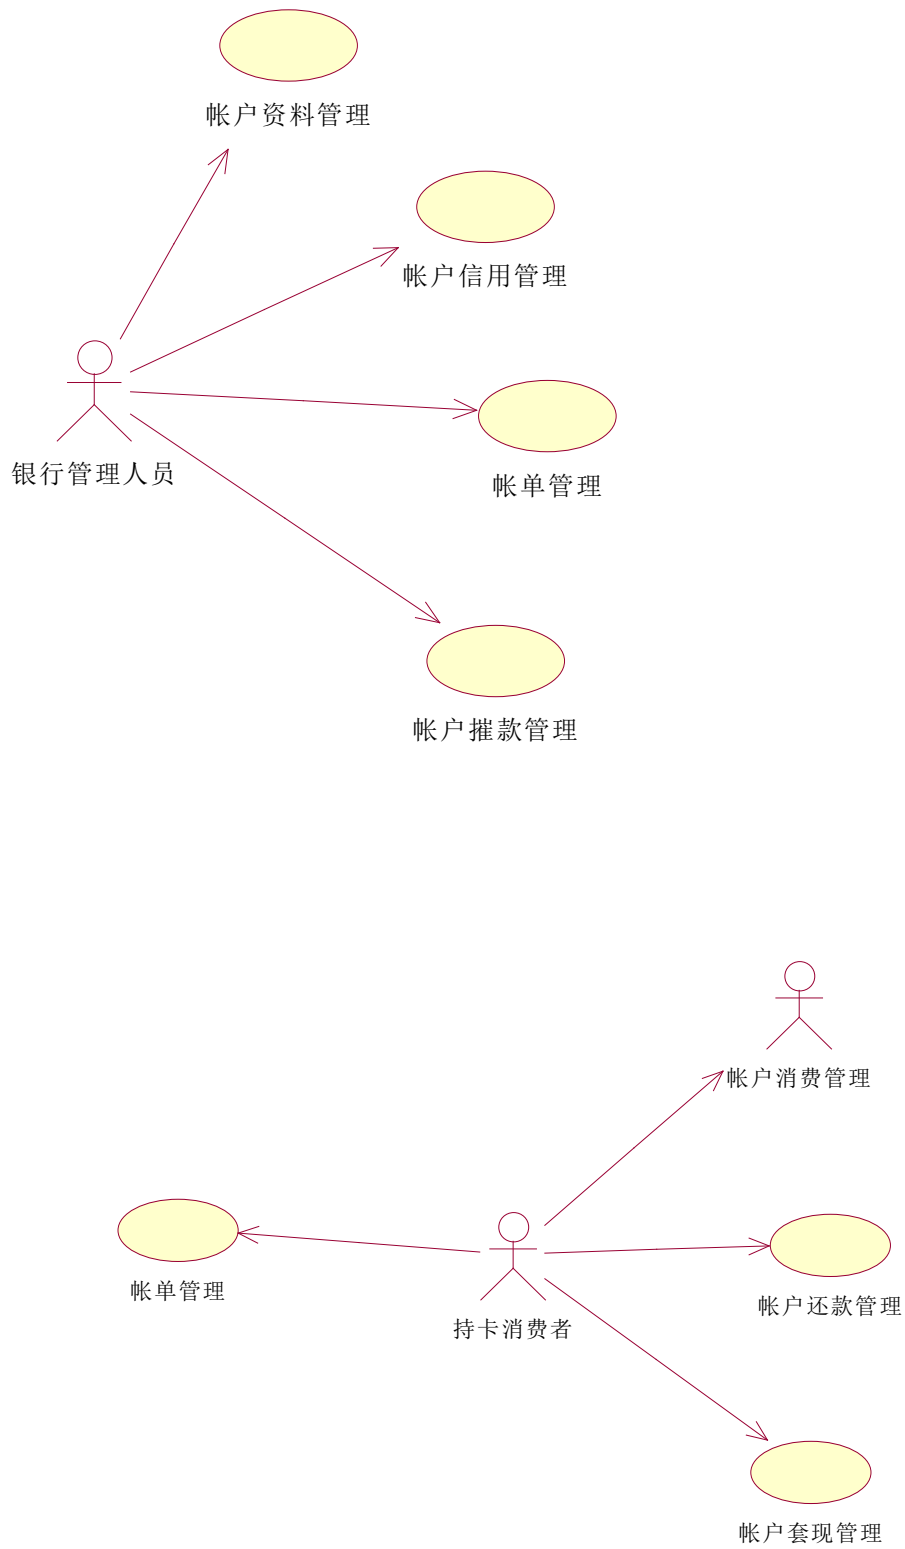 帐户资料管理
帐户信用管理
银行管理人员
帐单管理
帐户摧款管理
帐户消费管理
帐单管理
帐户还款管理
持卡消费者
帐户套现管理